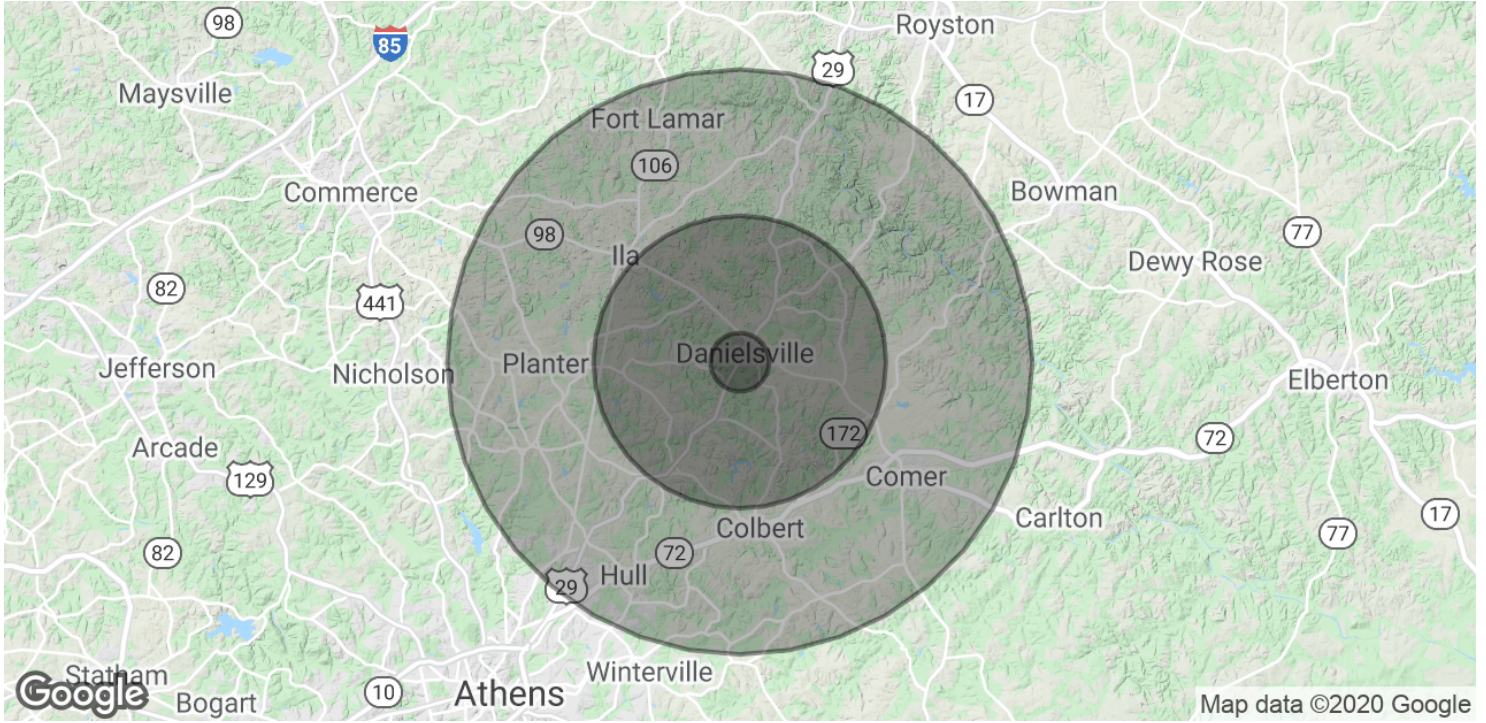 Royston
98
85
29
Maysville
17
Fort Lamar
106
Commerce
Bowman
98
77
Ila
Dewy Rose
82
441
Danielsville
Planter
Jefferson
Nicholson
Elberton
172
72
Arcade
Comer
129
17
Carlton
Colbert
77
82
72
Hull
29
Winterville
Statham
10
Athens
Google
Bogart
Map data ©2020 Google